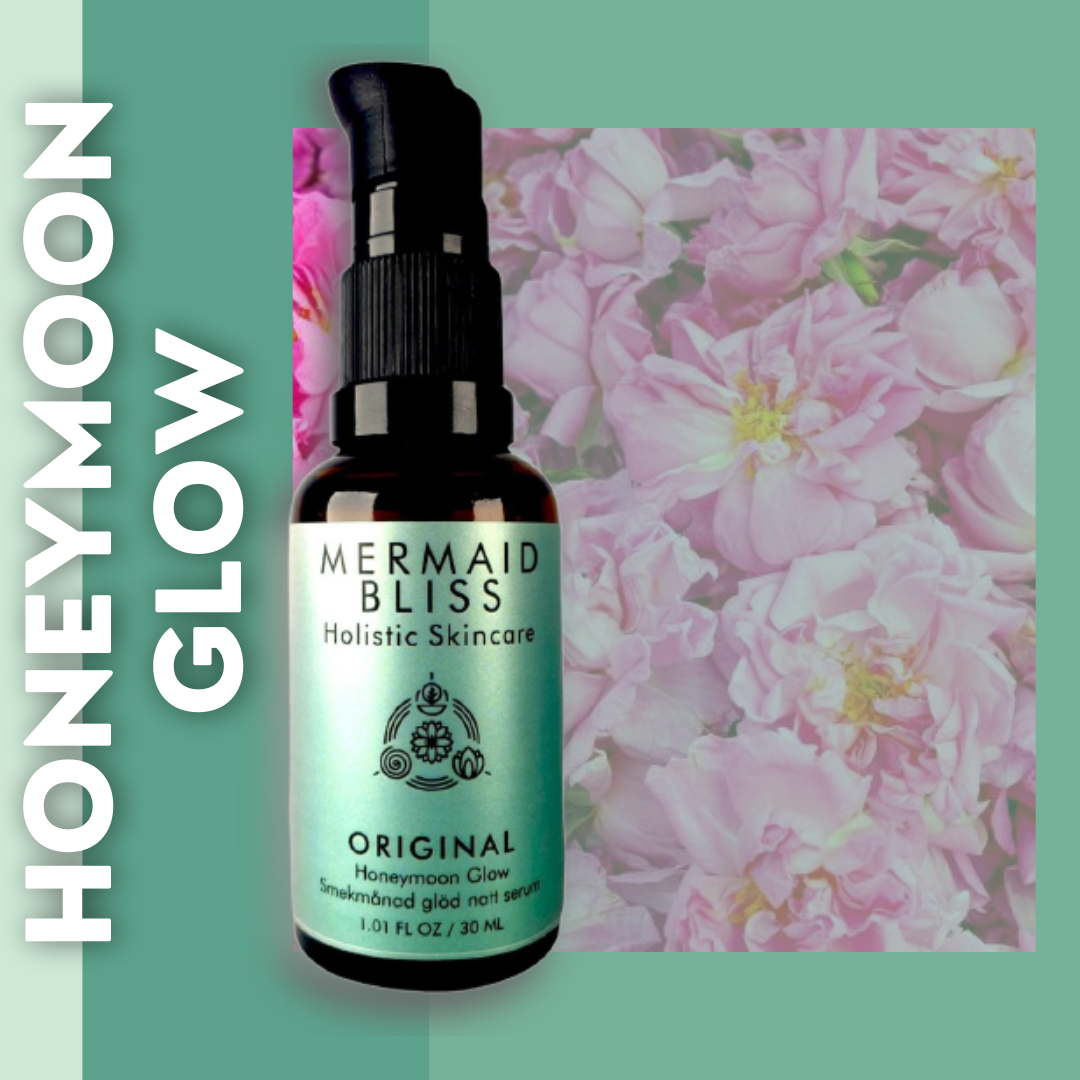 HONEYMOON
GLOW
MERMAID
BLISS
Holistic Skincare
ORIGINAL
Honeymoon Glow
Smekmånad glöd natt serum
1.01 FL OZ / 30 ML